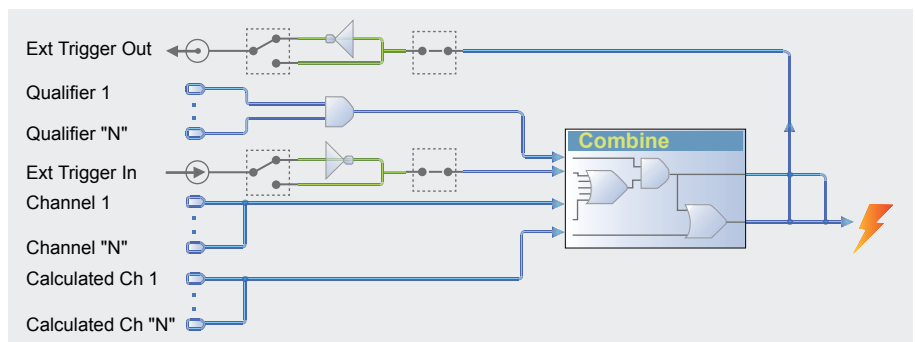 Ext Trigger Out
Qualifier 1
Qualifier "N"
Ext Trigger In
Channel 1
Channel "N"
Calculated Ch 1
Calculated Ch "N"
Combine